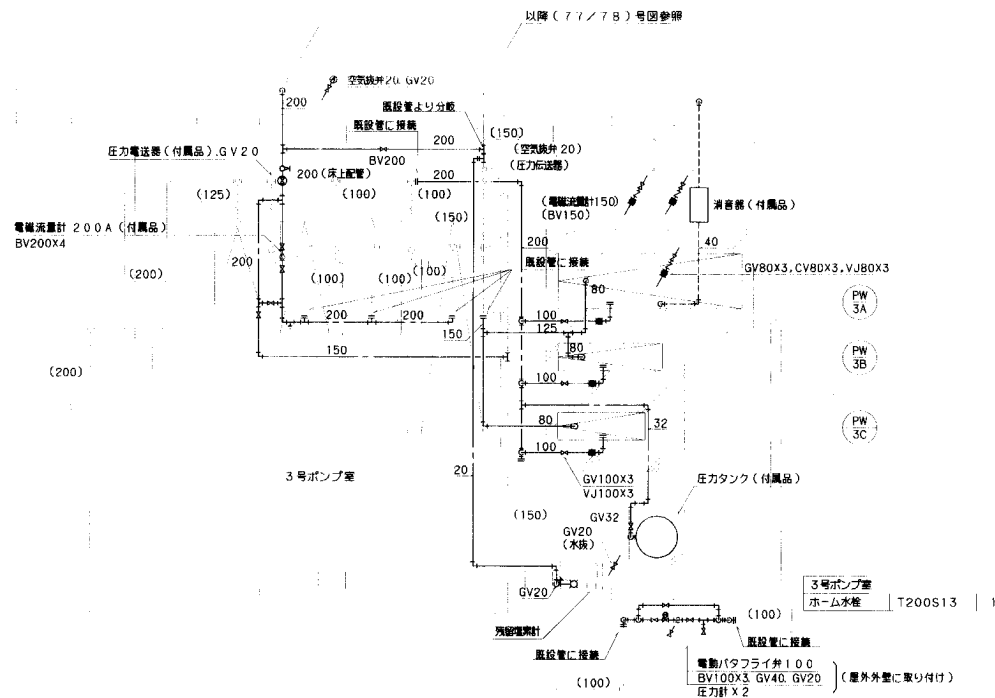 以降(77/78)号図参照
空気抜弁20, GV20
200
既設管より分岐
既設管に接続
(150)
200
(空気抜弁 20)
(圧力伝送器)
BV200
圧力電送器(付属品),GV20
200(床上配管)
(125)
(100)
(100)
200
(150)
(電磁流量計150)
(BV150)
消音器(付属品)
電磁流量計 200A(付属品)
BV200X4
200
40
(200)
200
(100)
(100)
(100)
既設管に接続
GV80X3,CV80X3,VJ80X3
80
PW
3A
200
200
150
100
125
150
80
PW
3B
(200)
100
80
32
PW
3C
100
20
3号ポンプ室
GV100X3
VJ100X3
圧力タンク(付属品)
(150)
GV32
GV20
(水抜)
GV20
3号ポンプ室
ホーム水栓
T200S13
1
(100)
残留塩素計
既設管に接続
既設管に接続
電動バタフライ弁100
BV100X3, GV40, GV20
圧力計X2
(屋外外壁に取り付け)
(100)